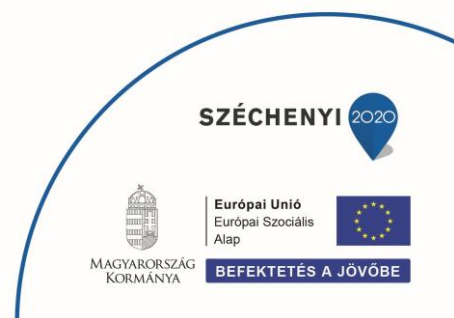 SZÉCHENYI 2020
Európai Unió
Európai Szociális
Alap
MAGYARORSZÁG
KORMÁNYA
BEFEKTETÉS A JÖVŐBE